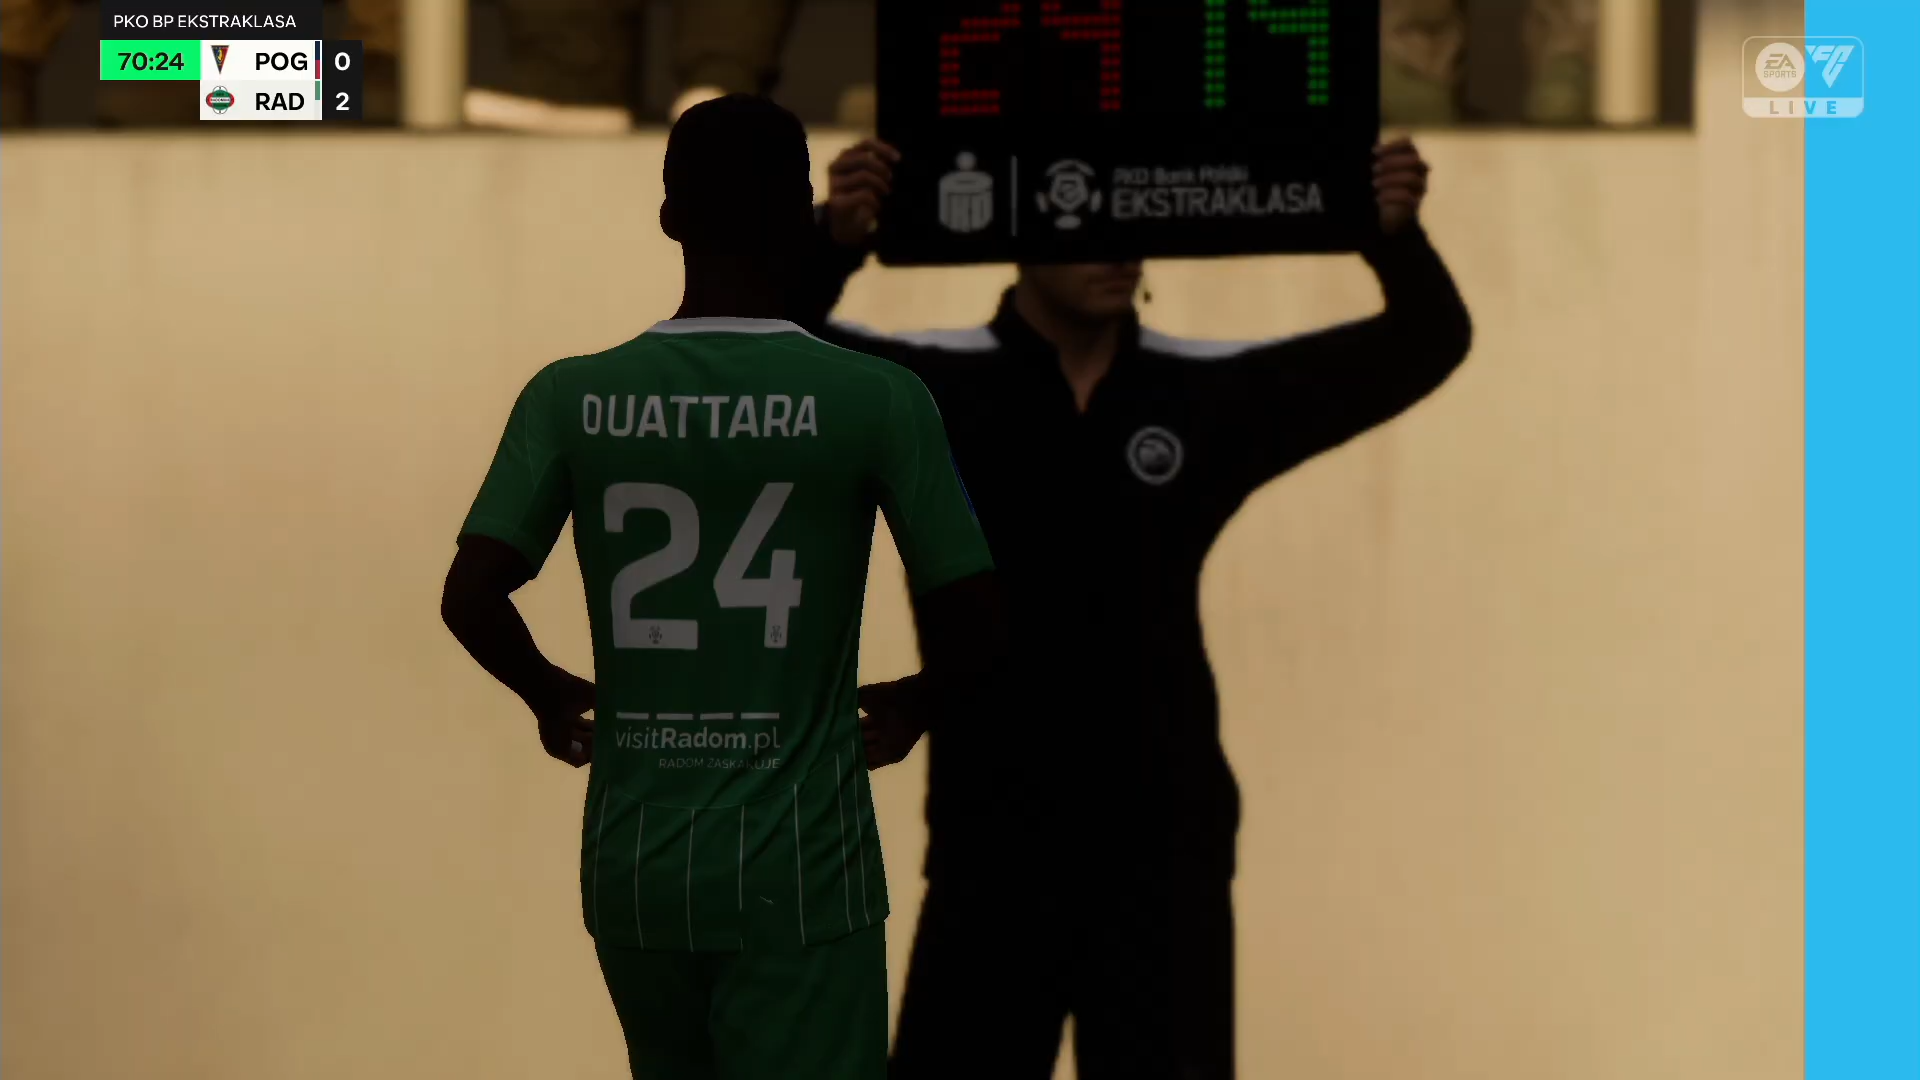 PKO BP EKSTRAKLASA
70:24 POG 0
RAD 2
EA SPORTS
LIVE
PKO Bank Polski
EKSTRAKLASA
OUATTARA
24
visitRadom.pl
RADOM ZASKAKUJE